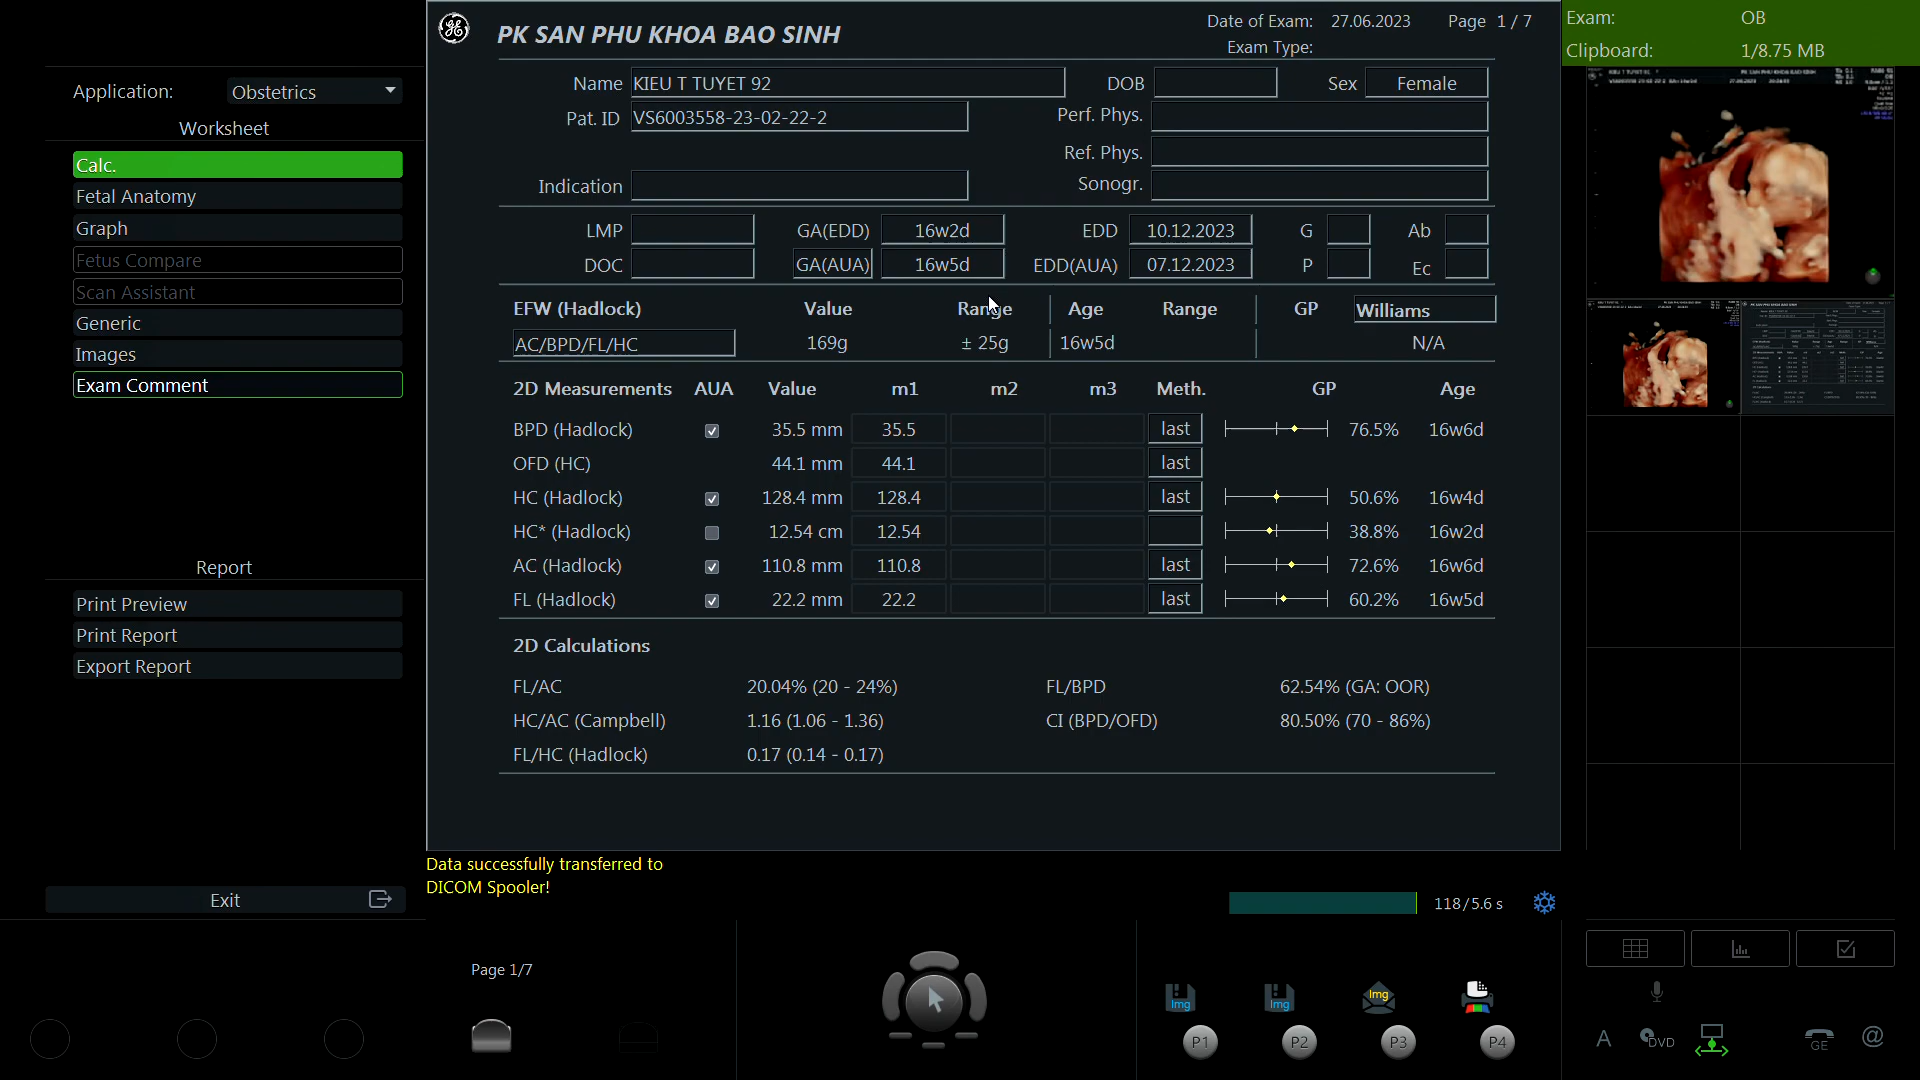 PK SAN PHU KHOA BAO SINH
Date of Exam: 27.06.2023 Page 1 / 7
Exam Type:
Exam: OB
Clipboard: 1/8.75 MB
Application: Obstetrics
Worksheet
Calc.
Fetal Anatomy
Graph
Fetus Compare
Scan Assistant
Generic
Images
Exam Comment
Report
Print Preview
Print Report
Export Report
Exit
Name KIEU T TUYET 92 DOB Sex Female
Pat. ID VS6003558-23-02-22-2 Perf. Phys.
Ref. Phys.
Indication Sonogr.
LMP GA(EDD) 16w2d EDD 10.12.2023 G Ab
DOC GA(AUA) 16w5d EDD(AUA) 07.12.2023 P Ec
EFW (Hadlock) Value Range Age Range GP Williams
AC/BPD/FL/HC 169g ± 25g 16w5d N/A
2D Measurements AUA Value m1 m2 m3 Meth. GP Age
BPD (Hadlock) 35.5 mm 35.5 last 76.5% 16w6d
OFD (HC) 44.1 mm 44.1 last
HC (Hadlock) 128.4 mm 128.4 last 50.6% 16w4d
HC* (Hadlock) 12.54 cm 12.54 38.8% 16w2d
AC (Hadlock) 110.8 mm 110.8 last 72.6% 16w6d
FL (Hadlock) 22.2 mm 22.2 last 60.2% 16w5d
2D Calculations
FL/AC 20.04% (20 - 24%) FL/BPD 62.54% (GA: OOR)
HC/AC (Campbell) 1.16 (1.06 - 1.36) CI (BPD/OFD) 80.50% (70 - 86%)
FL/HC (Hadlock) 0.17 (0.14 - 0.17)
Data successfully transferred to
DICOM Spooler!
118/5.6 s
Page 1/7
Img Img Img
P1 P2 P3 P4
A DVD GE @